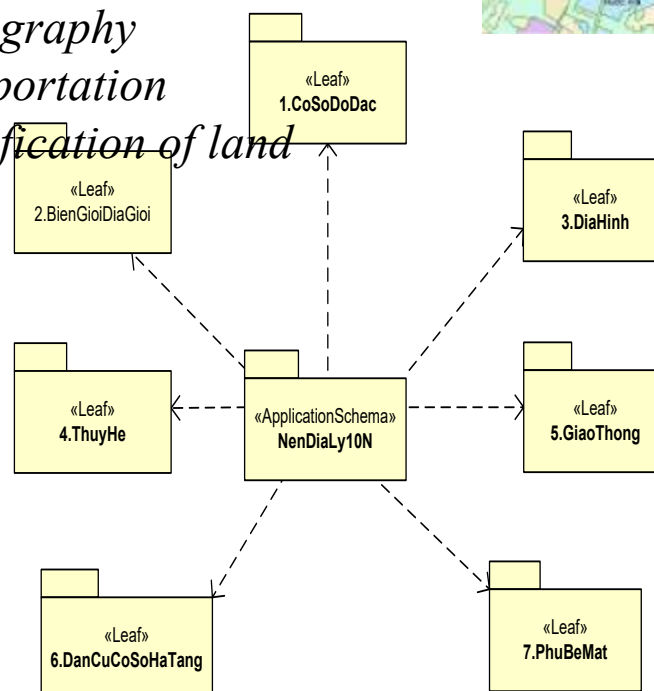 ography
portation
fication of land
«Leaf»
1.CoSoDoDac
«Leaf»
2.BienGioiDiaGioi
«Leaf»
3.DiaHinh
«Leaf»
4.ThuyHe
«ApplicationSchema»
NenDiaLy10N
«Leaf»
5.GiaoThong
«Leaf»
6.DanCuCoSoHaTang
«Leaf»
7.PhuBeMat